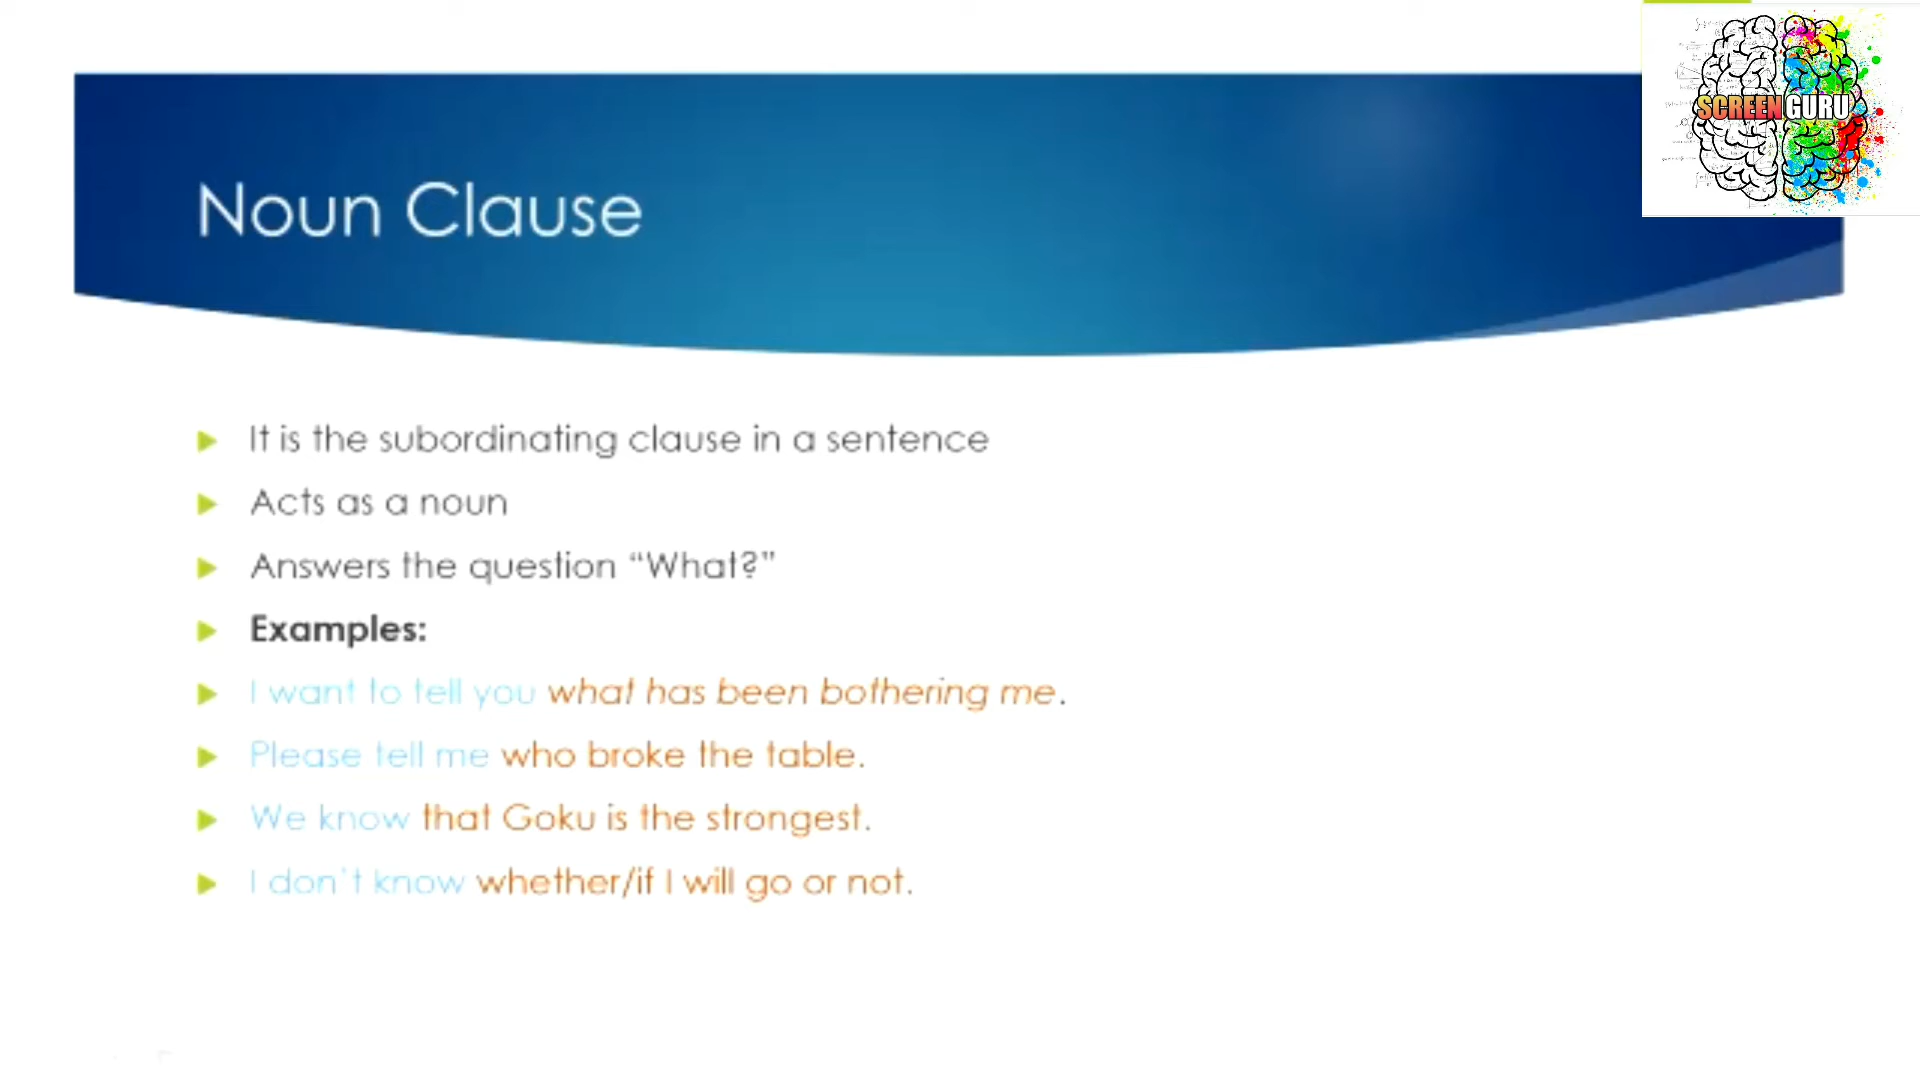 SCREEN GURU
Noun Clause
It is the subordinating clause in a sentence
Acts as a noun
Answers the question “What?”
Examples:
I want to tell you what has been bothering me.
Please tell me who broke the table.
We know that Goku is the strongest.
I don't know whether/if I will go or not.